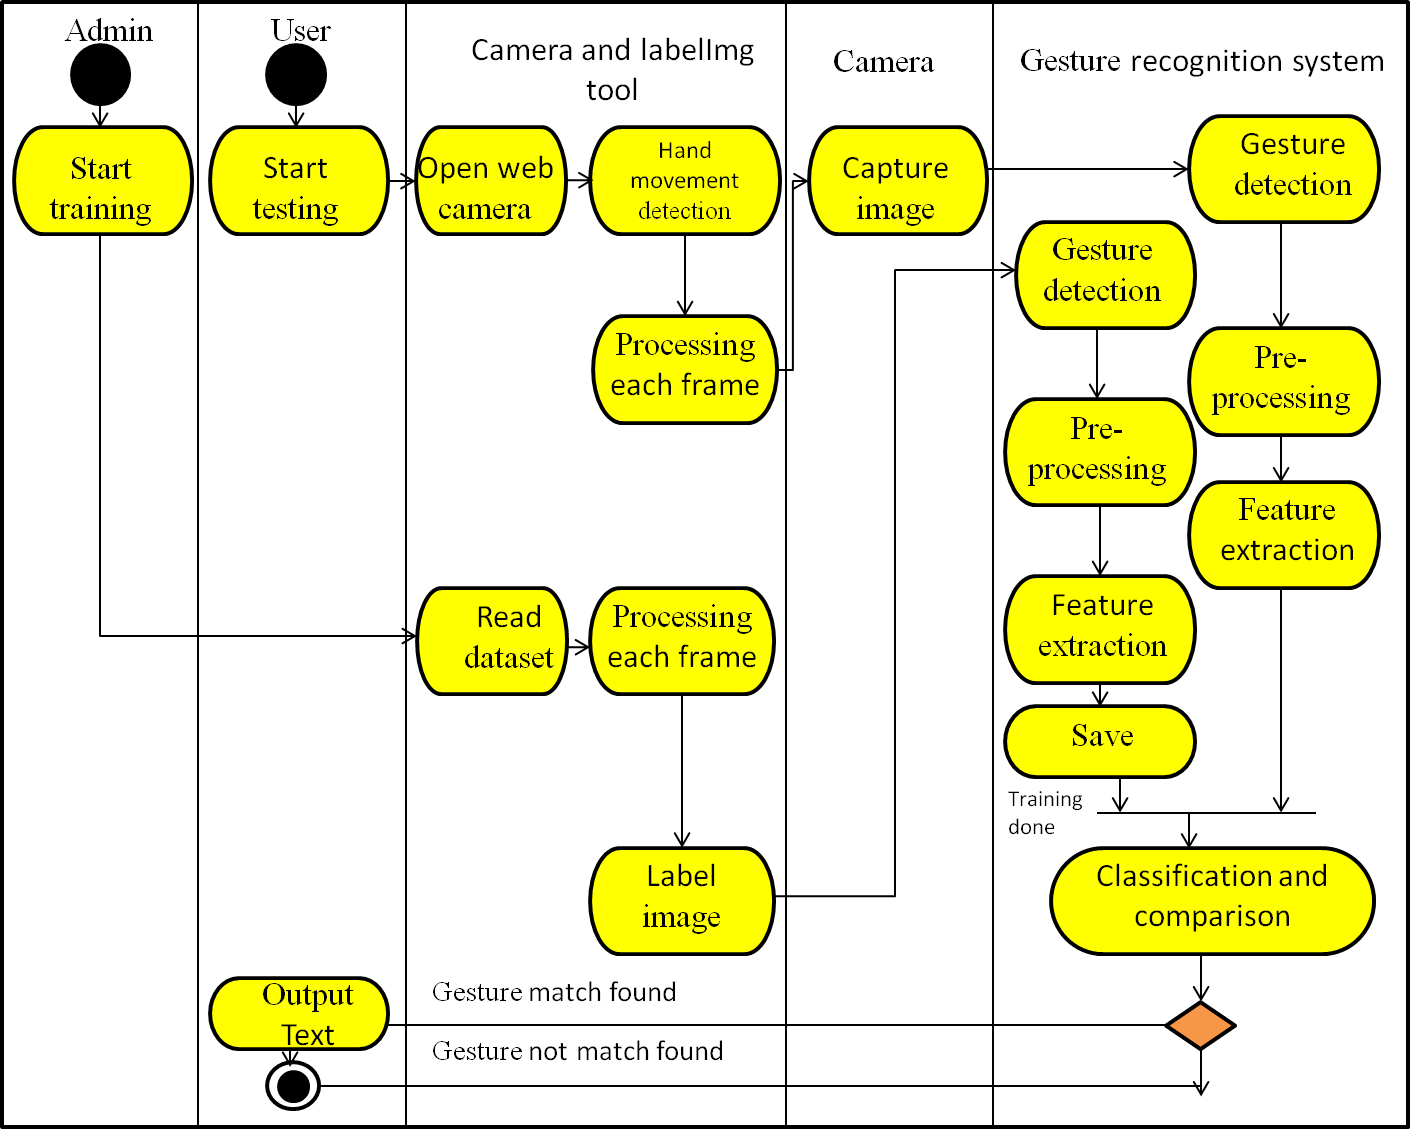 Admin
User
Camera and labelImg
tool
Camera
Gesture recognition system
Start
training
Start
testing
Open web
camera
Hand
movement
detection
Capture
image
Gesture
detection
Gesture
detection
Processing
each frame
Pre-
processing
Pre-
processing
Feature
extraction
Read
dataset
Processing
each frame
Feature
extraction
Save
Training
done
Label
image
Classification and
comparison
Output
Text
Gesture match found
Gesture not match found